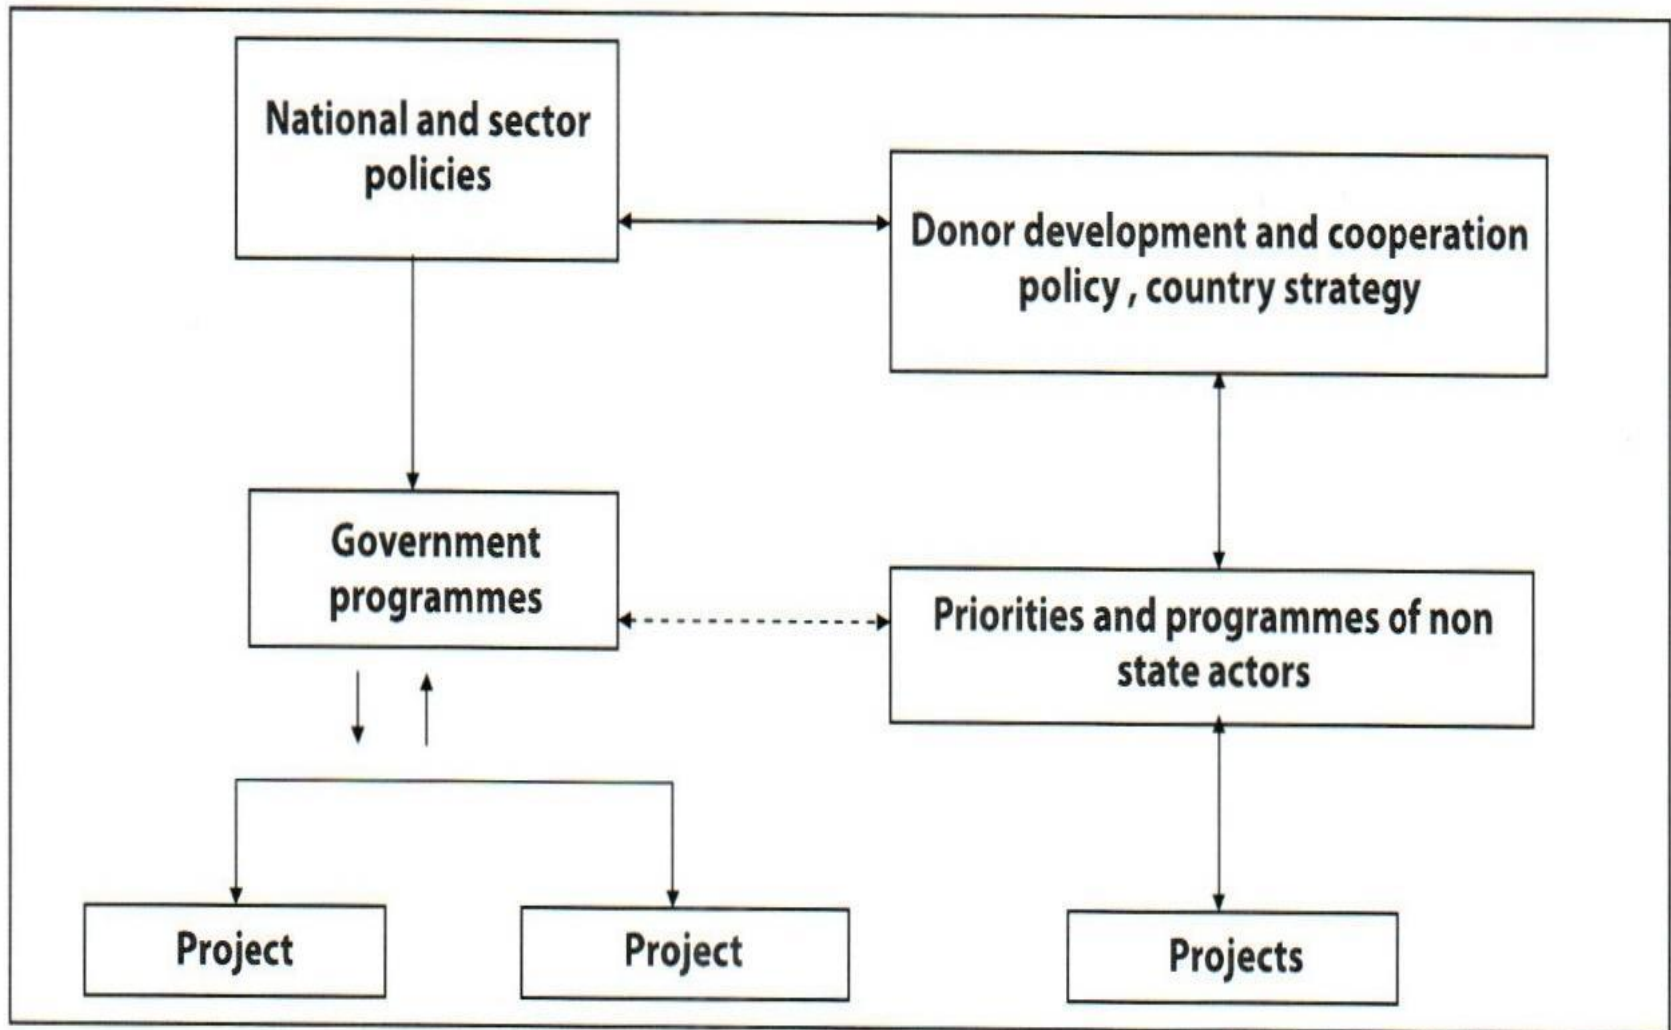 National and sector
policies
Donor development and cooperation
policy , country strategy
Government
programmes
Priorities and programmes of non
state actors
Project
Project
Projects